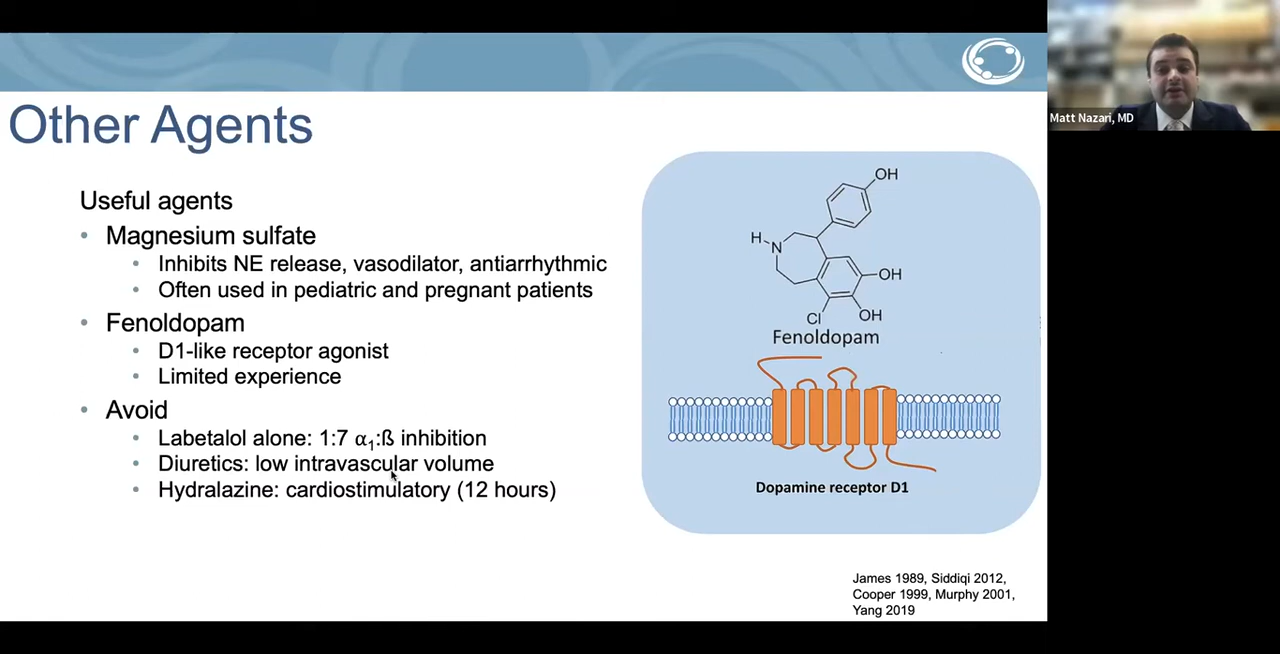 Other Agents
Useful agents
• Magnesium sulfate
• Inhibits NE release, vasodilator, antiarrhythmic
• Often used in pediatric and pregnant patients
• Fenoldopam
• D1-like receptor agonist
• Limited experience
• Avoid
• Labetalol alone: 1:7 α₁:ß inhibition
• Diuretics: low intravascular volume
• Hydralazine: cardiostimulatory (12 hours)
OH
H
N
OH
Cl
OH
Fenoldopam
Dopamine receptor D1
James 1989, Siddiqi 2012,
Cooper 1999, Murphy 2001,
Yang 2019
Matt Nazari, MD